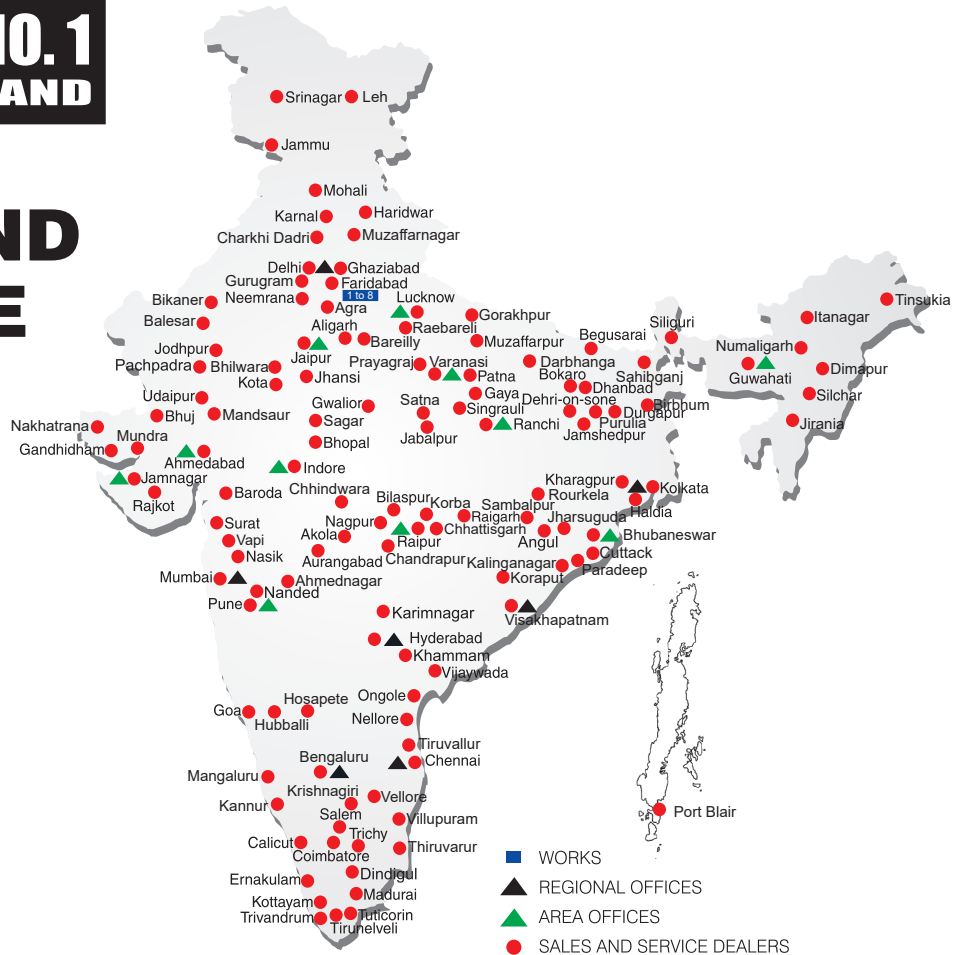 10.1
AND
ND
E
Srinagar
Leh
Jammu
Mohali
Karnal
Haridwar
Charkhi Dadri
Muzaffarnagar
Delhi
Ghaziabad
Gurugram
Faridabad
Neemrana
1 to 8
Lucknow
Bikaner
Agra
Gorakhpur
Tinsukia
Balesar
Aligarh
Raebareli
Itanagar
Siliguri
Bareilly
Muzaffarpur
Begusarai
Jodhpur
Jaipur
Numaligarh
Pachpadra
Bhilwara
Prayagraj
Varanasi
Darbhanga
Kota
Jhansi
Patna
Bokaro
Sahibganj
Guwahati
Dimapur
Udaipur
Gaya
Dhanbad
Dehri-on-sone
Silchar
Bhuj
Mandsaur
Gwalior
Satna
Singrauli
Durgapur
Birbhum
Nakhatrana
Sagar
Ranchi
Purulia
Jirania
Mundra
Jabalpur
Jamshedpur
Gandhidham
Bhopal
Ahmedabad
Indore
Jamnagar
Kharagpur
Kolkata
Rajkot
Baroda
Chhindwara
Bilaspur
Korba
Sambalpur
Rourkela
Haldia
Surat
Nagpur
Raigarh
Jharsuguda
Vapi
Akola
Raipur
Chhattisgarh
Angul
Bhubaneswar
Nasik
Aurangabad
Chandrapur
Kalinganagar
Cuttack
Mumbai
Ahmednagar
Koraput
Paradeep
Nanded
Pune
Karimnagar
Visakhapatnam
Hyderabad
Khammam
Vijaywada
Hosapete
Ongole
Goa
Hubballi
Nellore
Tiruvallur
Bengaluru
Chennai
Mangaluru
Krishnagiri
Vellore
Kannur
Salem
Villupuram
Port Blair
Trichy
Calicut
Coimbatore
Thiruvarur
Dindigul
Ernakulam
Madurai
Kottayam
Trivandrum
Tuticorin
Tirunelveli
WORKS
REGIONAL OFFICES
AREA OFFICES
SALES AND SERVICE DEALERS